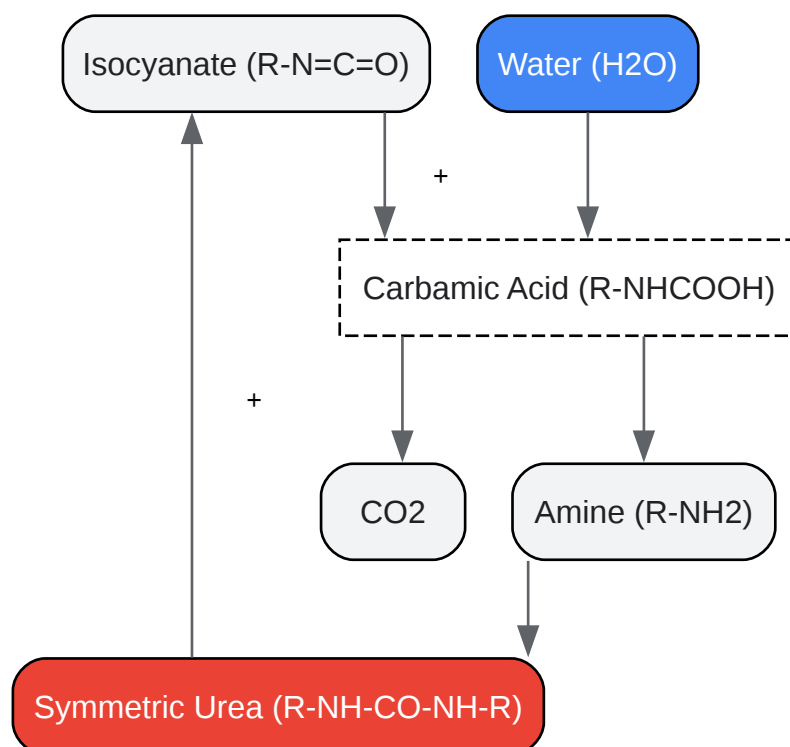 Isocyanate (R-N=C=O)
Water (H2O)
+
Carbamic Acid (R-NHCOOH)
+
CO2
Amine (R-NH2)
Symmetric Urea (R-NH-CO-NH-R)